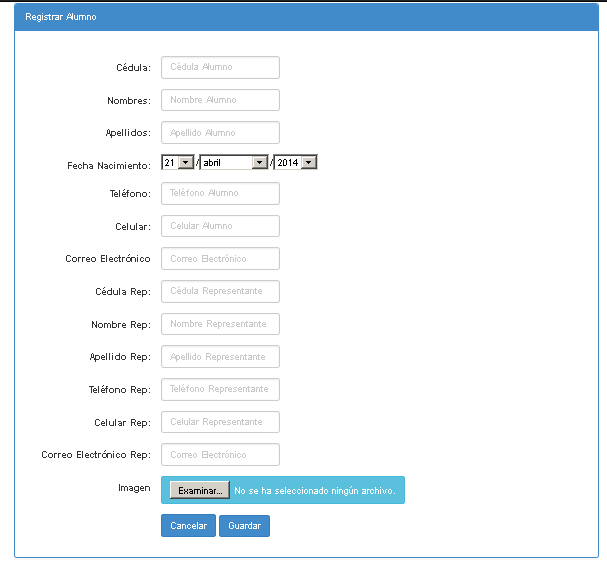 Registrar Alumno
Cédula: Cédula Alumno
Nombres: Nombre Alumno
Apellidos: Apellido Alumno
Fecha Nacimiento: 21 / abril / 2014
Teléfono: Teléfono Alumno
Celular: Celular Alumno
Correo Electrónico Correo Electrónico
Cédula Rep: Cédula Representante
Nombre Rep: Nombre Representante
Apellido Rep: Apellido Representante
Teléfono Rep: Teléfono Representante
Celular Rep: Celular Representante
Correo Electrónico Rep: Correo Electrónico
Imagen Examinar... No se ha seleccionado ningún archivo.
Cancelar Guardar